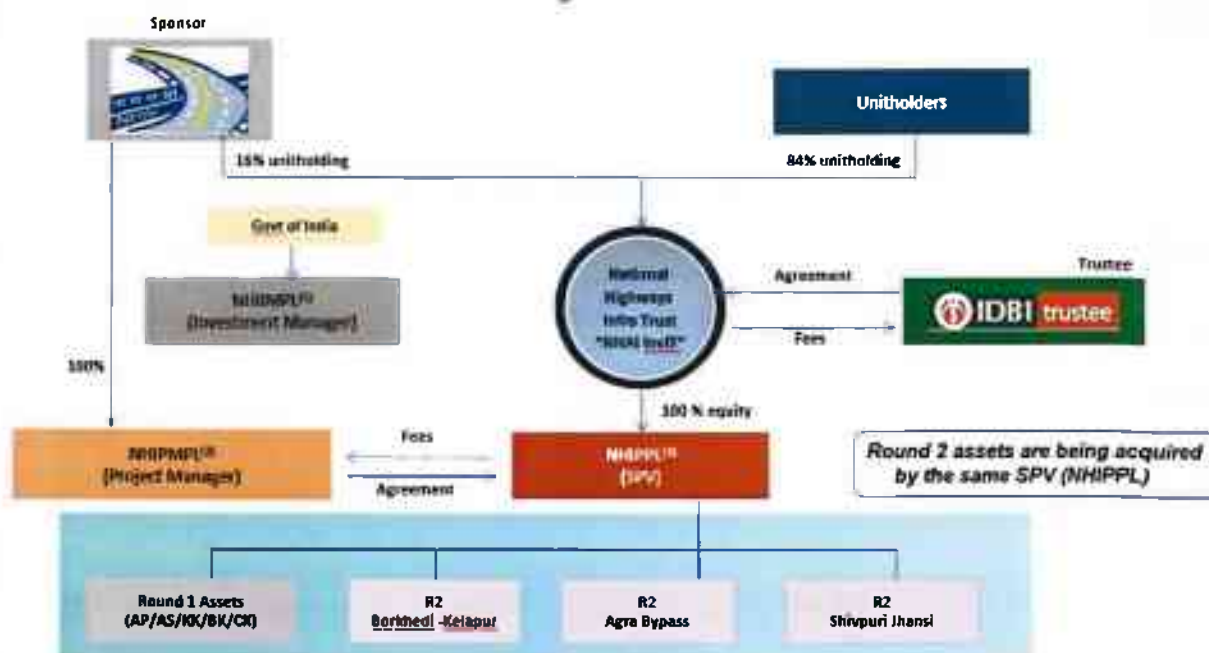 Sponsor
Unitholders
16% unitholding
84% unitholding
Govt of India
(Investment Manager)
National
Highways
Infra Trust
"NHAI InvIT"
Agreement
Fees
Trustee
IDBI trustee
100%
100 % equity
NHIPMPL
(Project Manager)
Fees
Agreement
NHIPPL
(SPV)
Round 2 assets are being acquired
by the same SPV (NHIPPL)
Round 1 Assets
(AP/AS/KK/BK/CK)
R2
Borkhedi -Kelapur
R2
Agra Bypass
R2
Shivpuri Jhansi